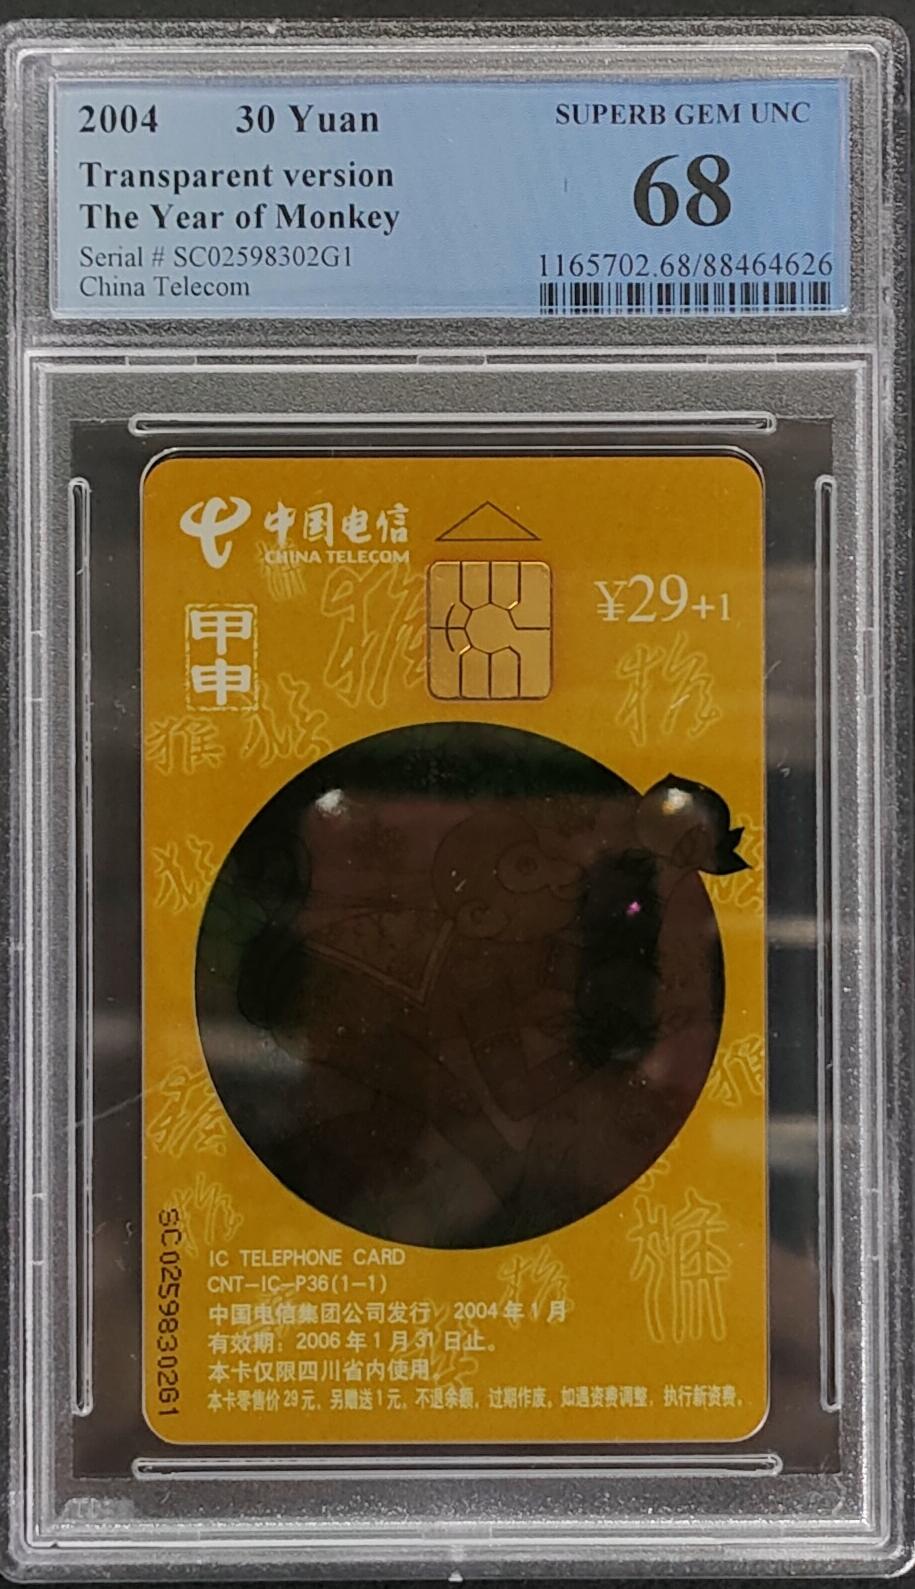 2004 30 Yuan
SUPERB GEM UNC
Transparent version
68
The Year of Monkey
Serial # SC02598302G1
1165702.68/88464626
China Telecom
中国电信
CHINA TELECOM
¥29+1
甲申
猴
SC02598302G1
IC TELEPHONE CARD
CNT-IC-P36(1-1)
中国电信集团公司发行 2004年1月
有效期：2006年1月31日止。
本卡仅限四川省内使用。
本卡零售价29元，另赠送1元，不退余额，过期作废。如遇资费调整，执行新资费。